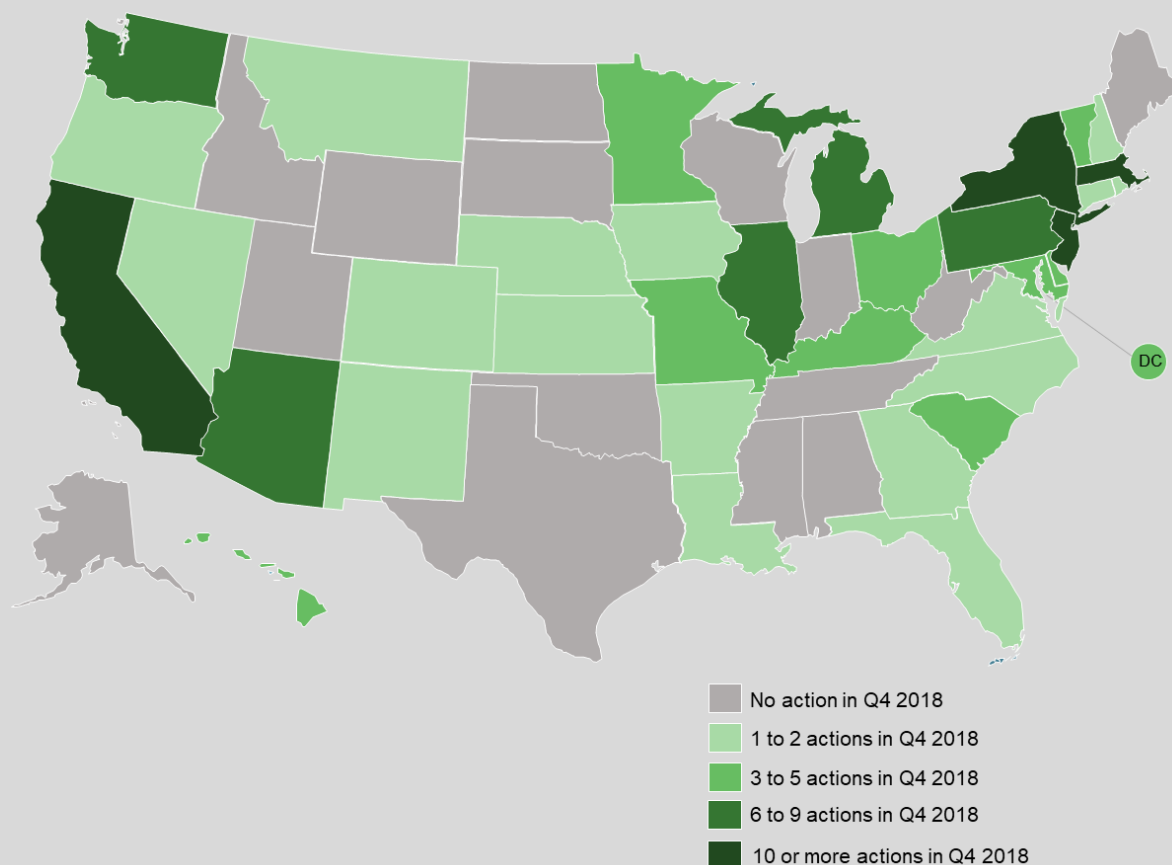 DC
No action in Q4 2018
1 to 2 actions in Q4 2018
3 to 5 actions in Q4 2018
6 to 9 actions in Q4 2018
10 or more actions in Q4 2018